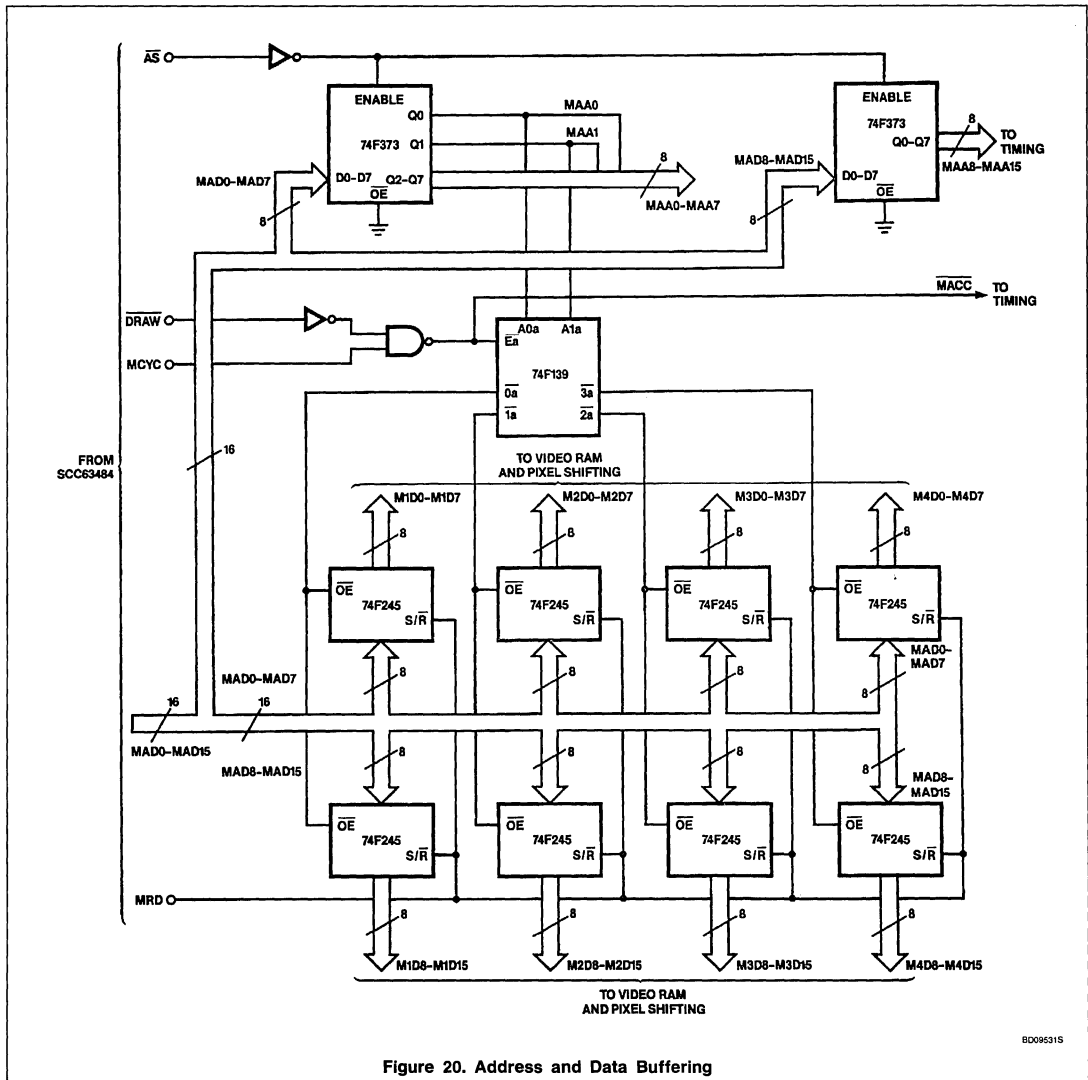 AS
ENABLE
Q0
MAA0
74F373
Q1
MAA1
MAD0–MAD7
D0–D7
Q2–Q7
OE
8
8
MAA0–MAA7
ENABLE
74F373
Q0–Q7
8
TO
TIMING
MAA8–MAA15
MAD8–MAD15
D0–D7
OE
8
MACC
TO
TIMING
DRAW
MCYC
A0a
A1a
Ea
74F139
0a
3a
1a
2a
FROM
SCC63484
16
TO VIDEO RAM
AND PIXEL SHIFTING
M1D0–M1D7
M2D0–M2D7
M3D0–M3D7
M4D0–M4D7
8
8
8
8
OE
74F245
S/R
OE
74F245
S/R
OE
74F245
S/R
OE
74F245
S/R
MAD0–MAD7
8
8
8
8
MAD0–
MAD7
16
16
MAD0–MAD15
MAD8–MAD15
8
8
8
8
MAD8–
MAD15
OE
74F245
S/R
OE
74F245
S/R
OE
74F245
S/R
OE
74F245
S/R
MRD
8
8
8
8
M1D8–M1D15
M2D8–M2D15
M3D8–M3D15
M4D8–M4D15
TO VIDEO RAM
AND PIXEL SHIFTING
BD09531S
Figure 20. Address and Data Buffering